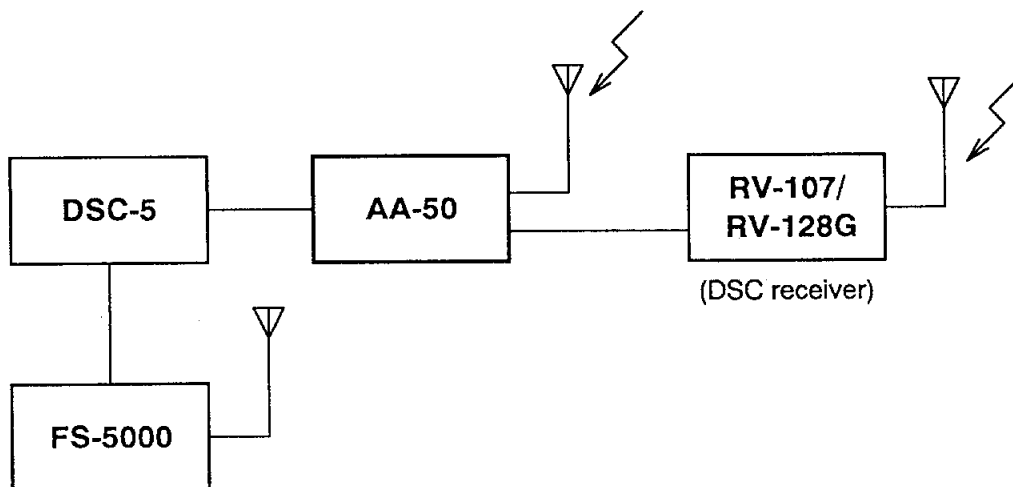 DSC-5
AA-50
RV-107/
RV-128G
(DSC receiver)
FS-5000